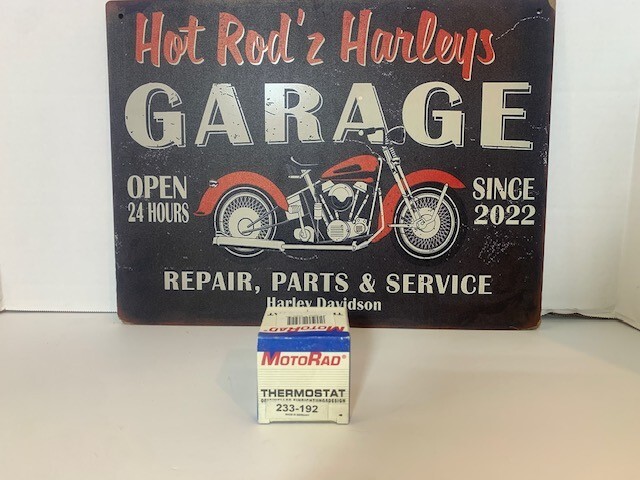 Hot Rod'z Harleys
GARAGE
OPEN
24 HOURS
SINCE
2022
REPAIR, PARTS & SERVICE
Harley Davidson
MOTORAD
MOTORAD®
THERMOSTAT
233-192